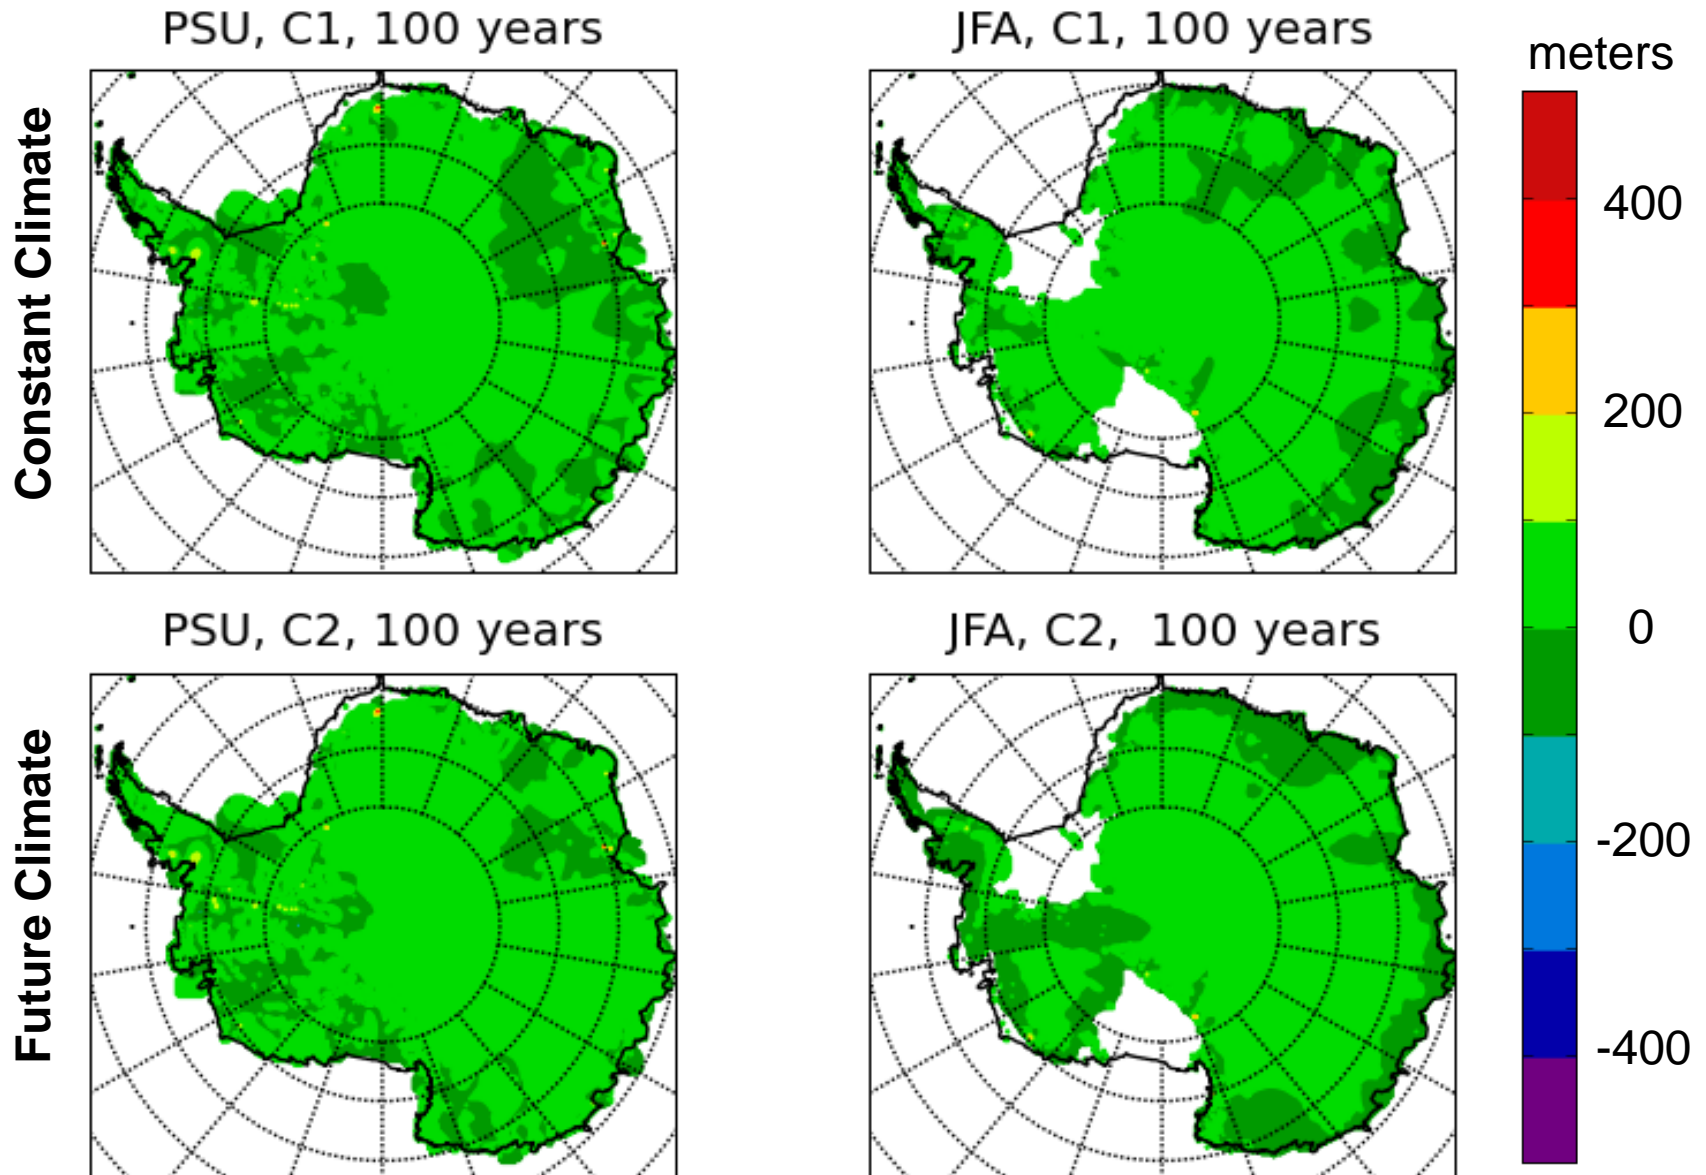 PSU, C1, 100 years
JFA, C1, 100 years
meters
Constant Climate
400
200
0
-200
-400
PSU, C2, 100 years
JFA, C2, 100 years
Future Climate